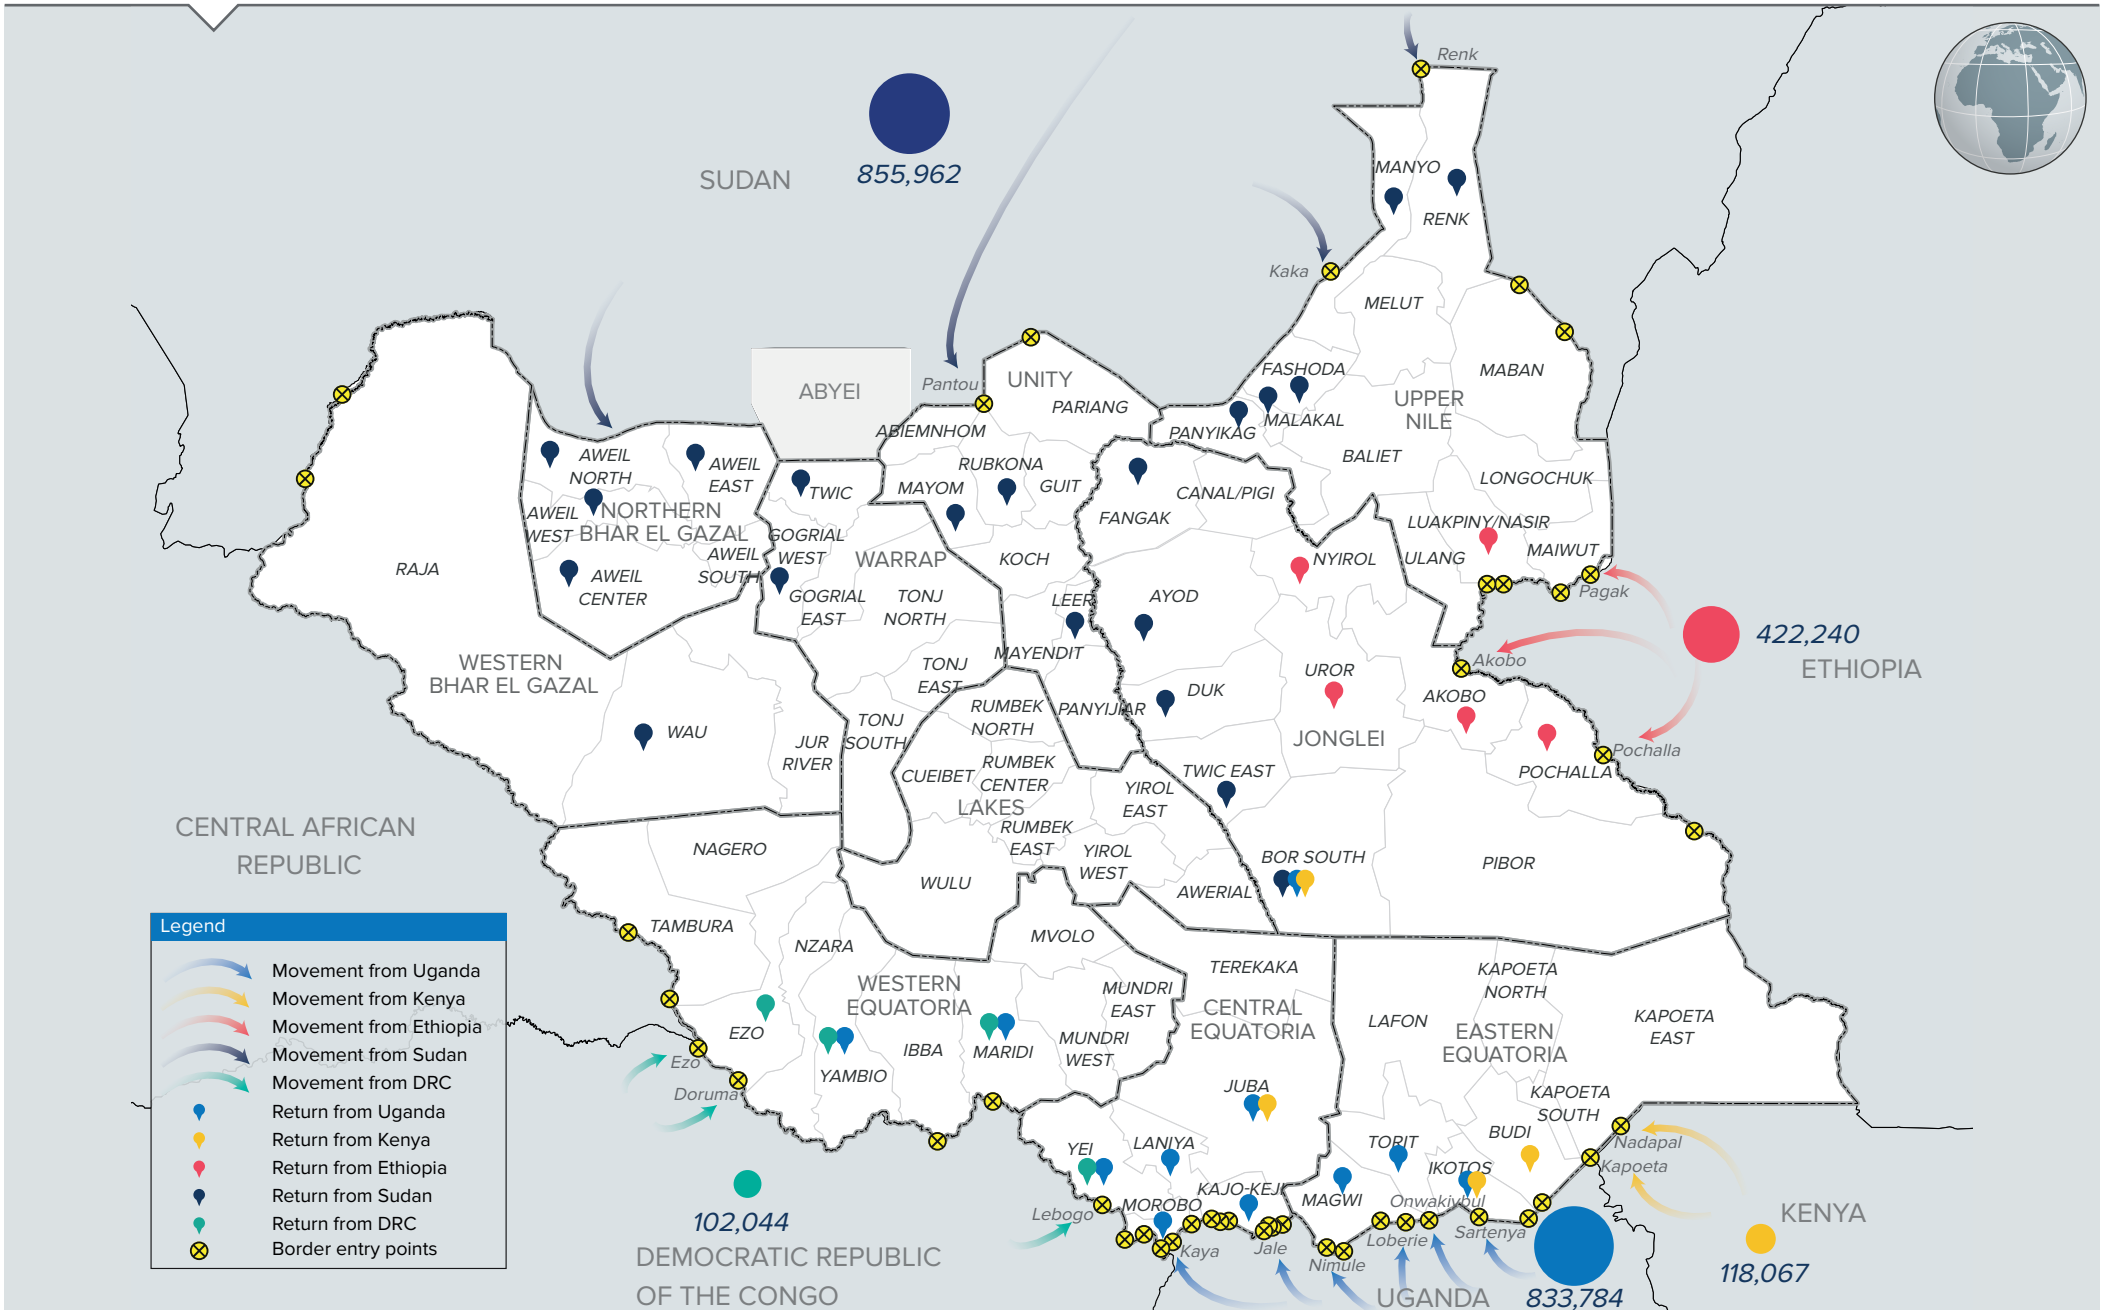 Renk
SUDAN
855,962
MANYO
RENK
Kaka
MELUT
ABYEI
Pantou
UNITY
PARIANG
FASHODA
MABAN
UPPER
NILE
ABIEMNHOM
PANYIKAG
MALAKAL
AWEIL
NORTH
AWEIL
EAST
TWIC
RUBKONA
MAYOM
GUIT
CANAL/PIGI
BALIET
LONGOCHUK
AWEIL
WEST
NORTHERN
BHAR EL GAZAL
FANGAK
LUAKPINY/NASIR
GOGRIAL
WEST
AWEIL
SOUTH
WARRAP
KOCH
NYIROL
ULANG
MAIWUT
RAJA
AWEIL
CENTER
GOGRIAL
EAST
TONJ
NORTH
LEER
AYOD
Pagak
422,240
ETHIOPIA
WESTERN
BHAR EL GAZAL
TONJ
EAST
MAYENDIT
UROR
Akobo
AKOBO
DUK
RUMBEK
NORTH
PANYIJIAR
WAU
JUR
RIVER
TONJ
SOUTH
JONGLEI
Pochalla
POCHALLA
CUEIBET
RUMBEK
CENTER
LAKES
YIROL
EAST
TWIC EAST
CENTRAL AFRICAN
REPUBLIC
NAGERO
RUMBEK
EAST
YIROL
WEST
BOR SOUTH
PIBOR
WULU
AWERIAL
TAMBURA
NZARA
MVOLO
TEREKAKA
KAPOETA
NORTH
WESTERN
EQUATORIA
MUNDRI
EAST
CENTRAL
EQUATORIA
LAFON
EASTERN
EQUATORIA
KAPOETA
EAST
EZO
IBBA
MARIDI
MUNDRI
WEST
Ezo
YAMBIO
Doruma
JUBA
KAPOETA
SOUTH
YEI
LANIYA
TORIT
BUDI
Nadapal
Kapoeta
IKOTOS
KAJO-KEJI
MAGWI
Onwakivbul
MOROBO
Lebogo
Kaya
Jale
Nimule
Loberie
Sartenya
KENYA
118,067
102,044
DEMOCRATIC REPUBLIC
OF THE CONGO
UGANDA
833,784
Legend
Movement from Uganda
Movement from Kenya
Movement from Ethiopia
Movement from Sudan
Movement from DRC
Return from Uganda
Return from Kenya
Return from Ethiopia
Return from Sudan
Return from DRC
Border entry points